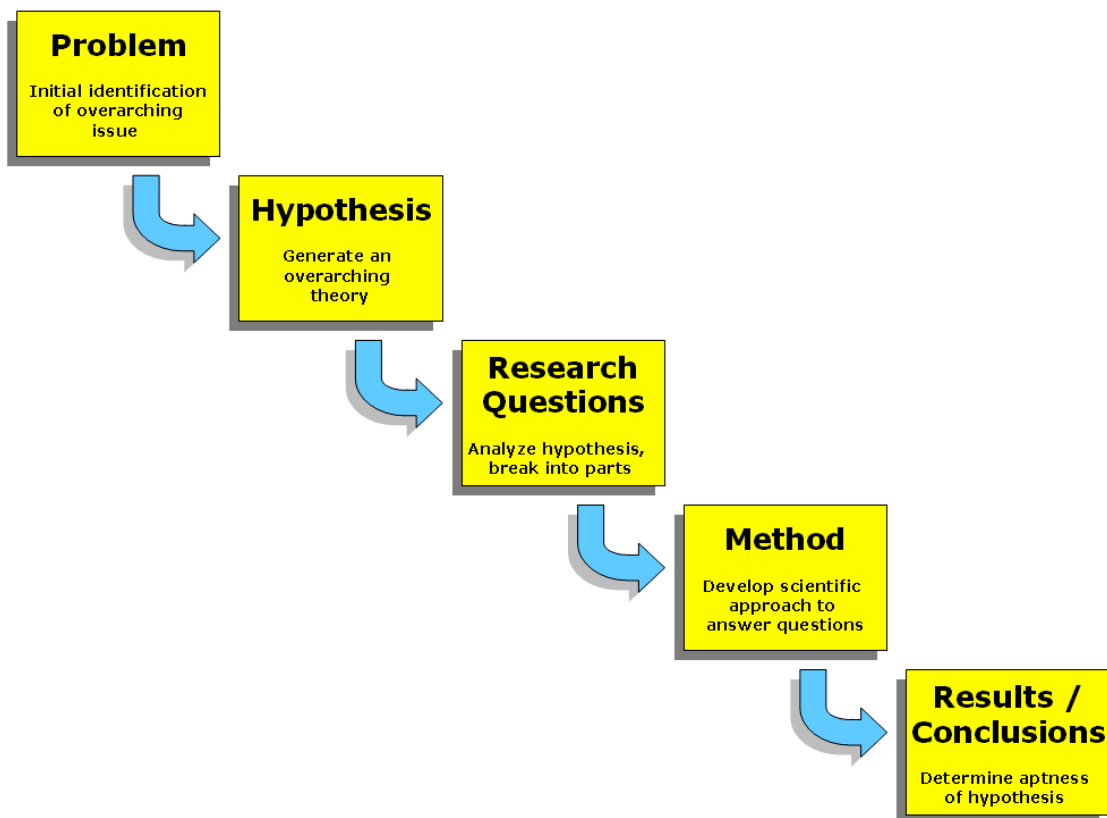 Problem
Initial identification
of overarching
issue
Hypothesis
Generate an
overarching
theory
Research
Questions
Analyze hypothesis,
break into parts
Method
Develop scientific
approach to
answer questions
Results /
Conclusions
Determine aptness
of hypothesis